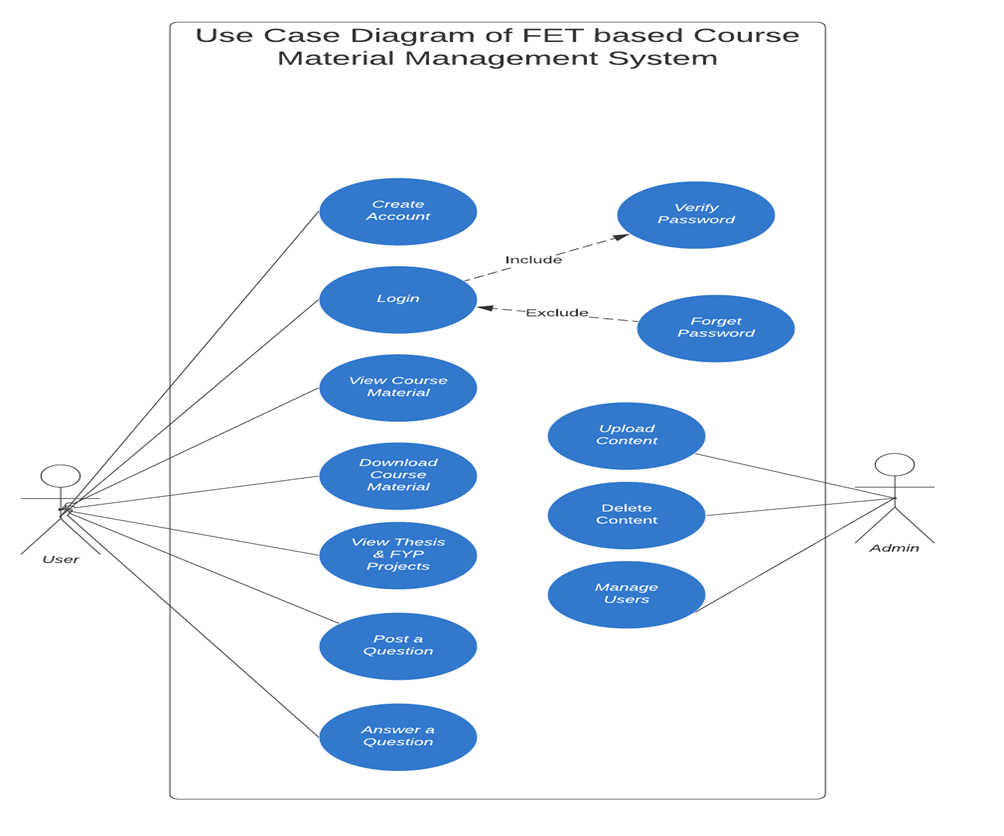 Use Case Diagram of FET based Course
Material Management System
Create
Account
Verify
Password
Include
Login
Exclude
Forget
Password
View Course
Material
Upload
Content
Download
Course
Material
Delete
Content
User
Admin
View Thesis
& FYP
Projects
Manage
Users
Post a
Question
Answer a
Question